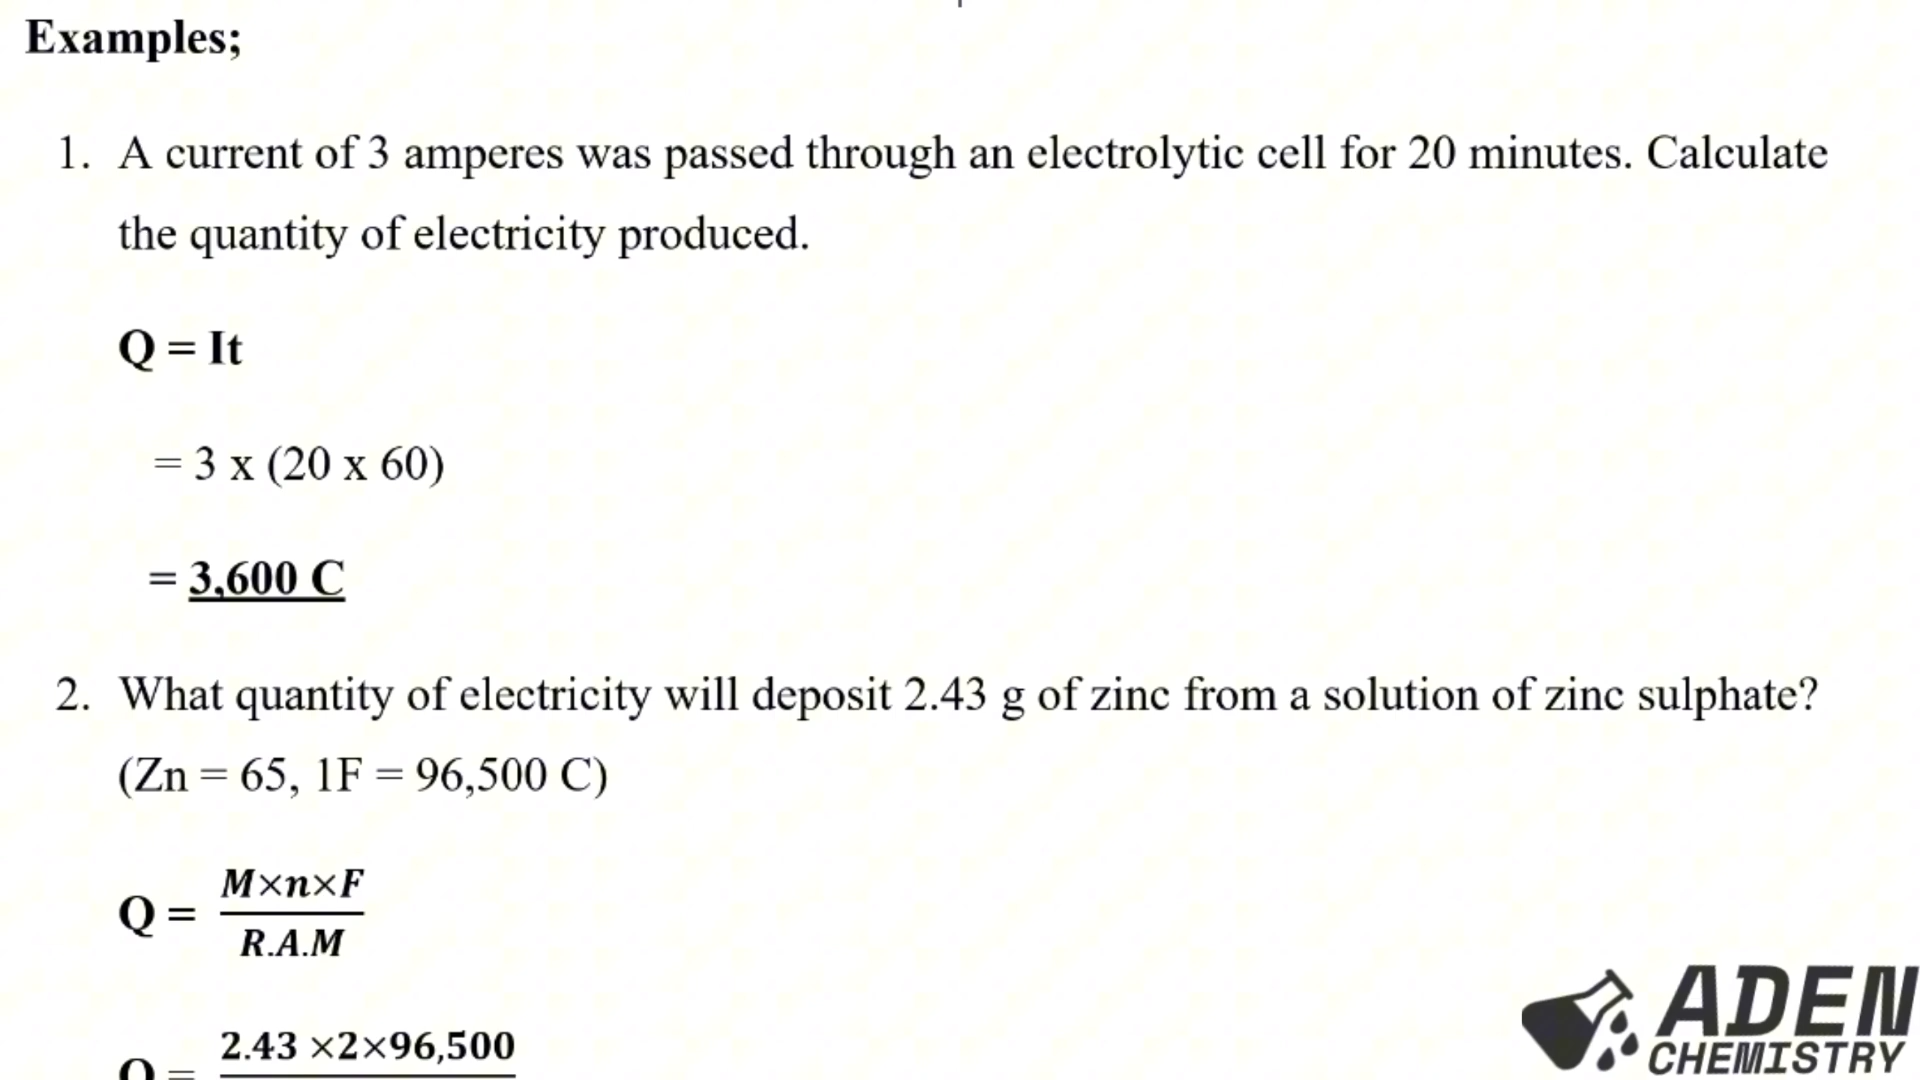 Examples;
1. A current of 3 amperes was passed through an electrolytic cell for 20 minutes. Calculate
the quantity of electricity produced.
Q = It
= 3 x (20 x 60)
= 3,600 C
2. What quantity of electricity will deposit 2.43 g of zinc from a solution of zinc sulphate?
(Zn = 65, 1F = 96,500 C)
Q = M×n×F / R.A.M
Q = 2.43 ×2×96,500
ADEN
CHEMISTRY